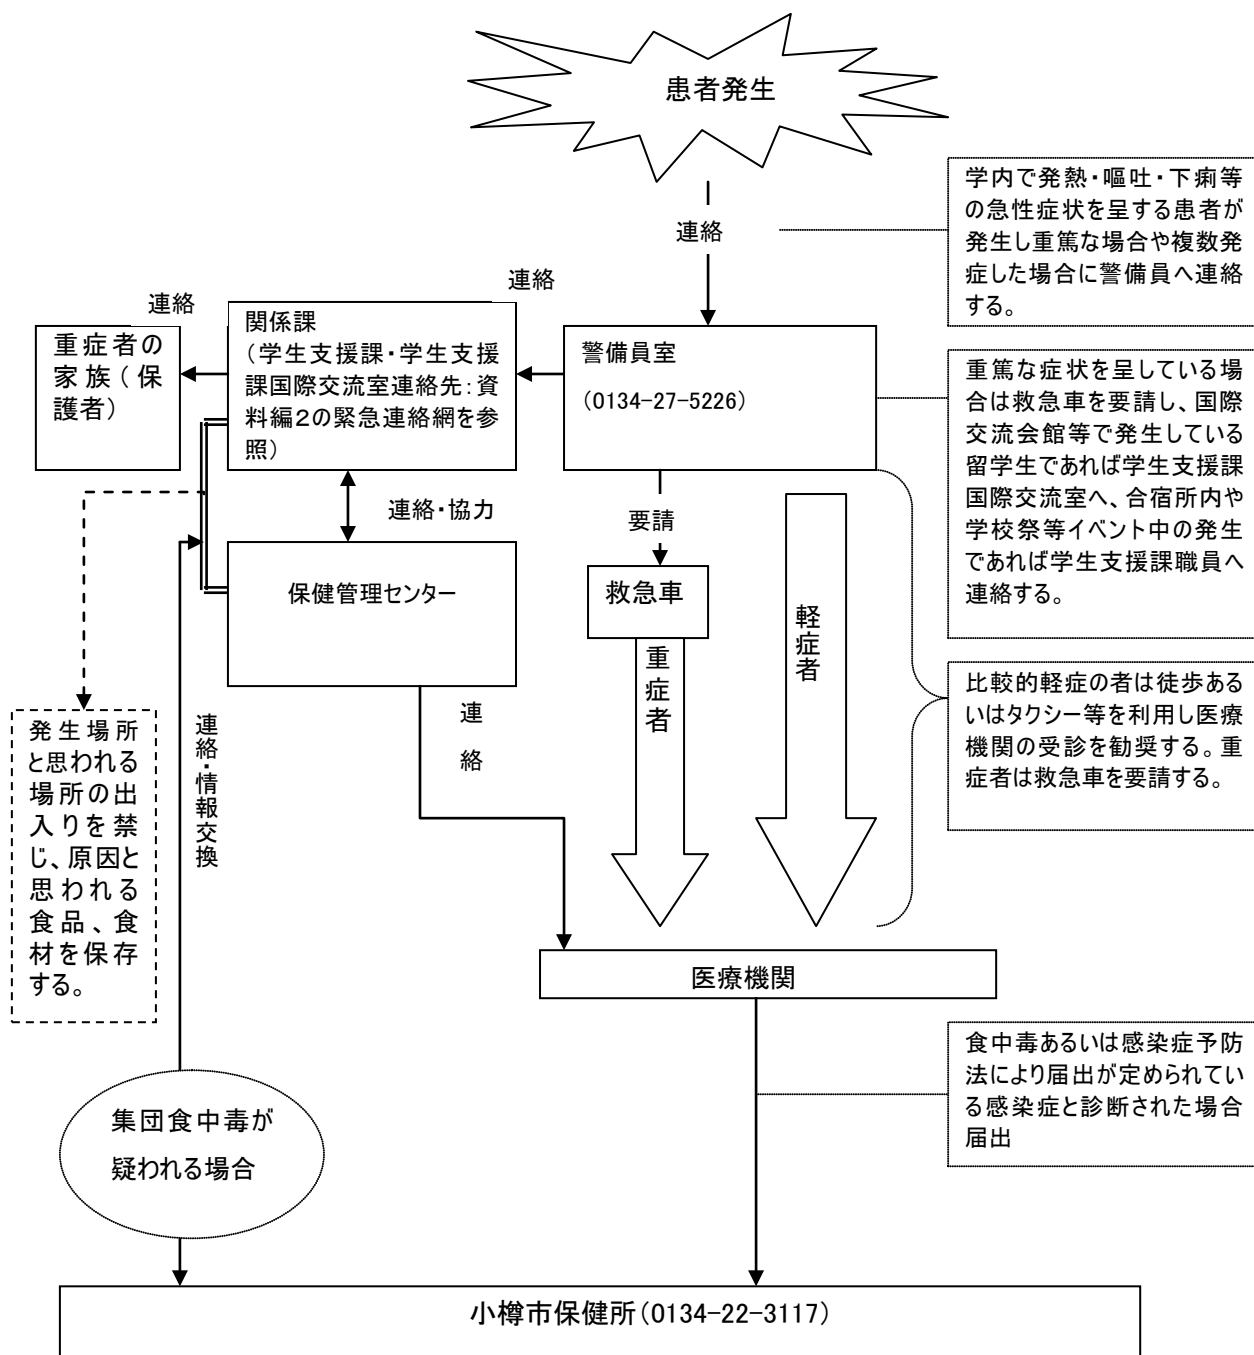 患者発生
連絡
学内で発熱・嘔吐・下痢等
の急性症状を呈する患者が
発生し重篤な場合や複数発
症した場合に警備員へ連絡
する。
連絡
連絡
重症者の
家族(保
護者)
関係課
(学生支援課・学生支援
課国際交流室連絡先:資
料編2の緊急連絡網を参
照)
警備員室
(0134-27-5226)
重篤な症状を呈している場
合は救急車を要請し、国際
交流会館等で発生している
留学生であれば学生支援課
国際交流室へ、合宿所内や
学校祭等イベント中の発生
であれば学生支援課職員へ
連絡する。
連絡・協力
要請
保健管理センター
救急車
軽症者
重症者
比較的軽症の者は徒歩ある
いはタクシー等を利用し医療
機関の受診を勧奨する。重
症者は救急車を要請する。
連絡
連絡・情報交換
発生場所
と思われる
場所の出
入りを禁
じ、原因と
思われる
食品、食
材を保存
する。
医療機関
食中毒あるいは感染症予防
法により届出が定められてい
る感染症と診断された場合
届出
集団食中毒が
疑われる場合
小樽市保健所(0134-22-3117)